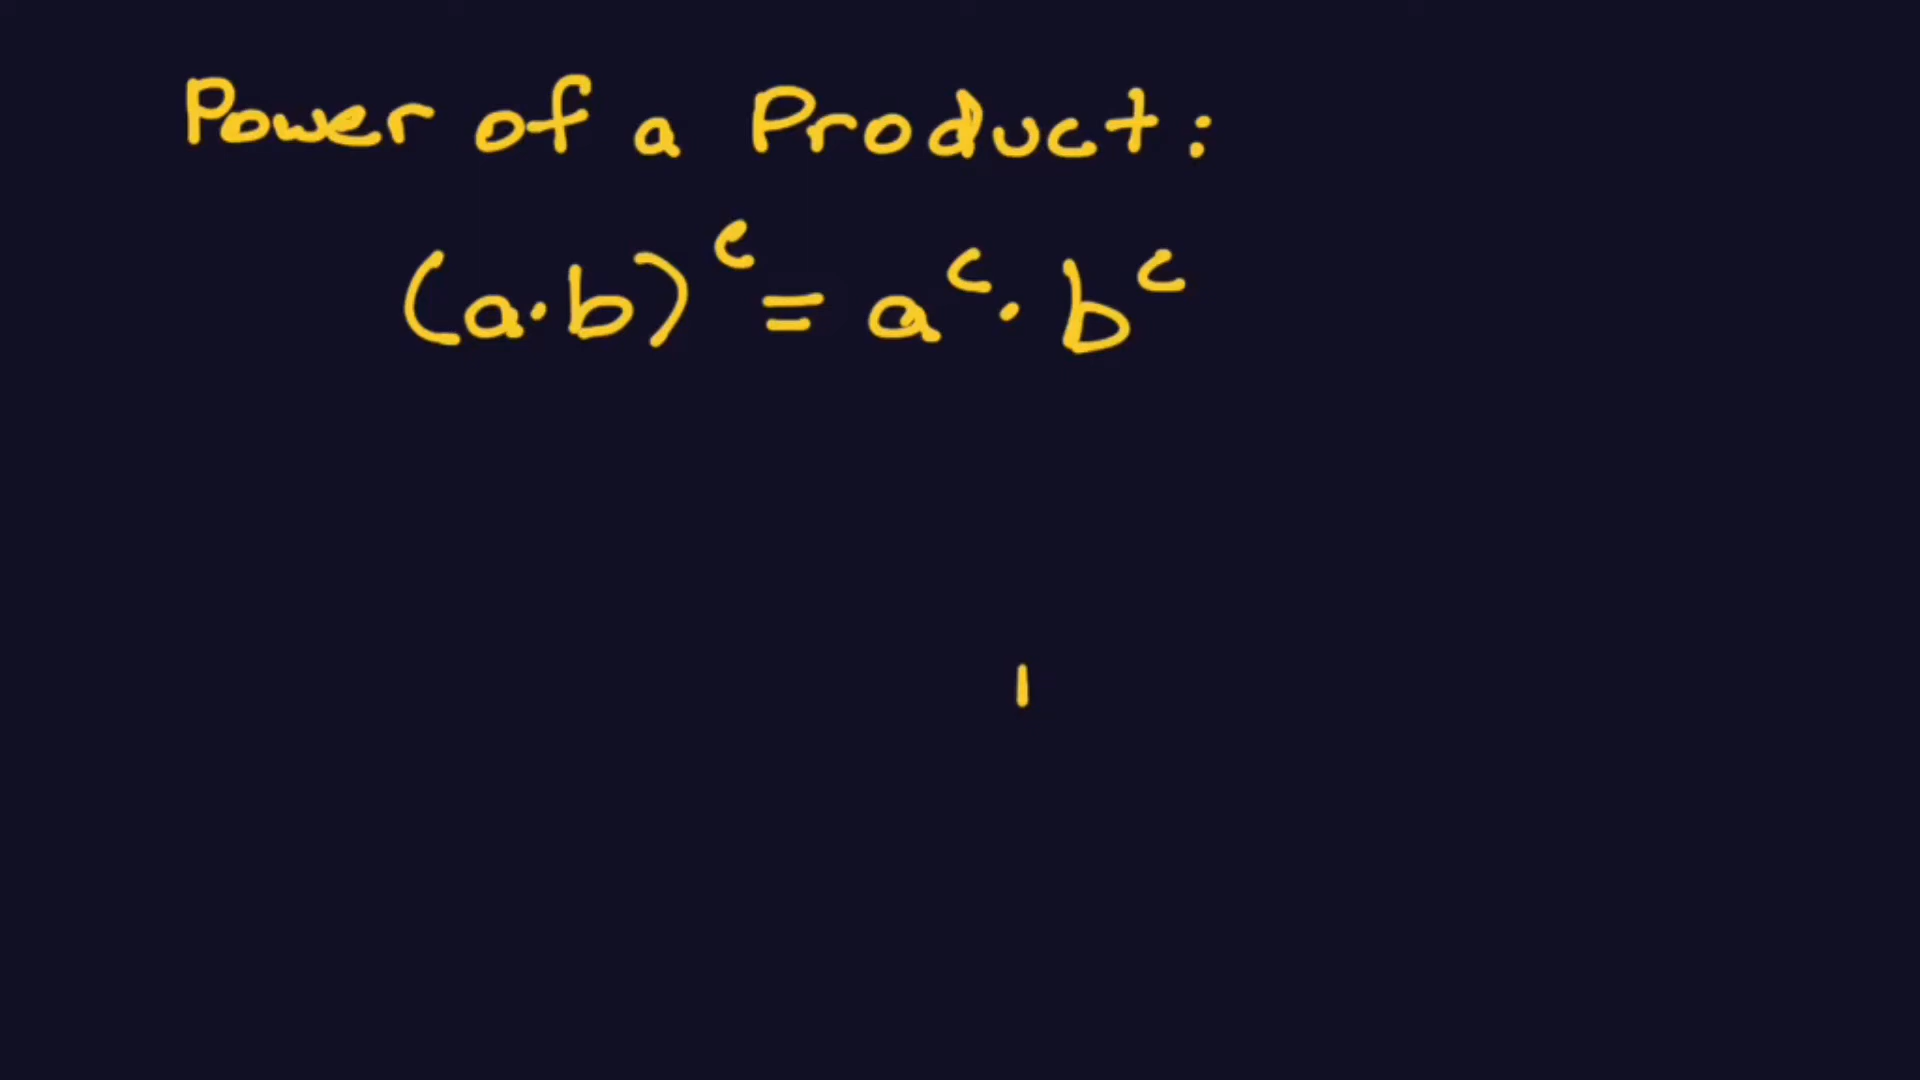 Power of a Product:
(a·b)^c = a^c · b^c